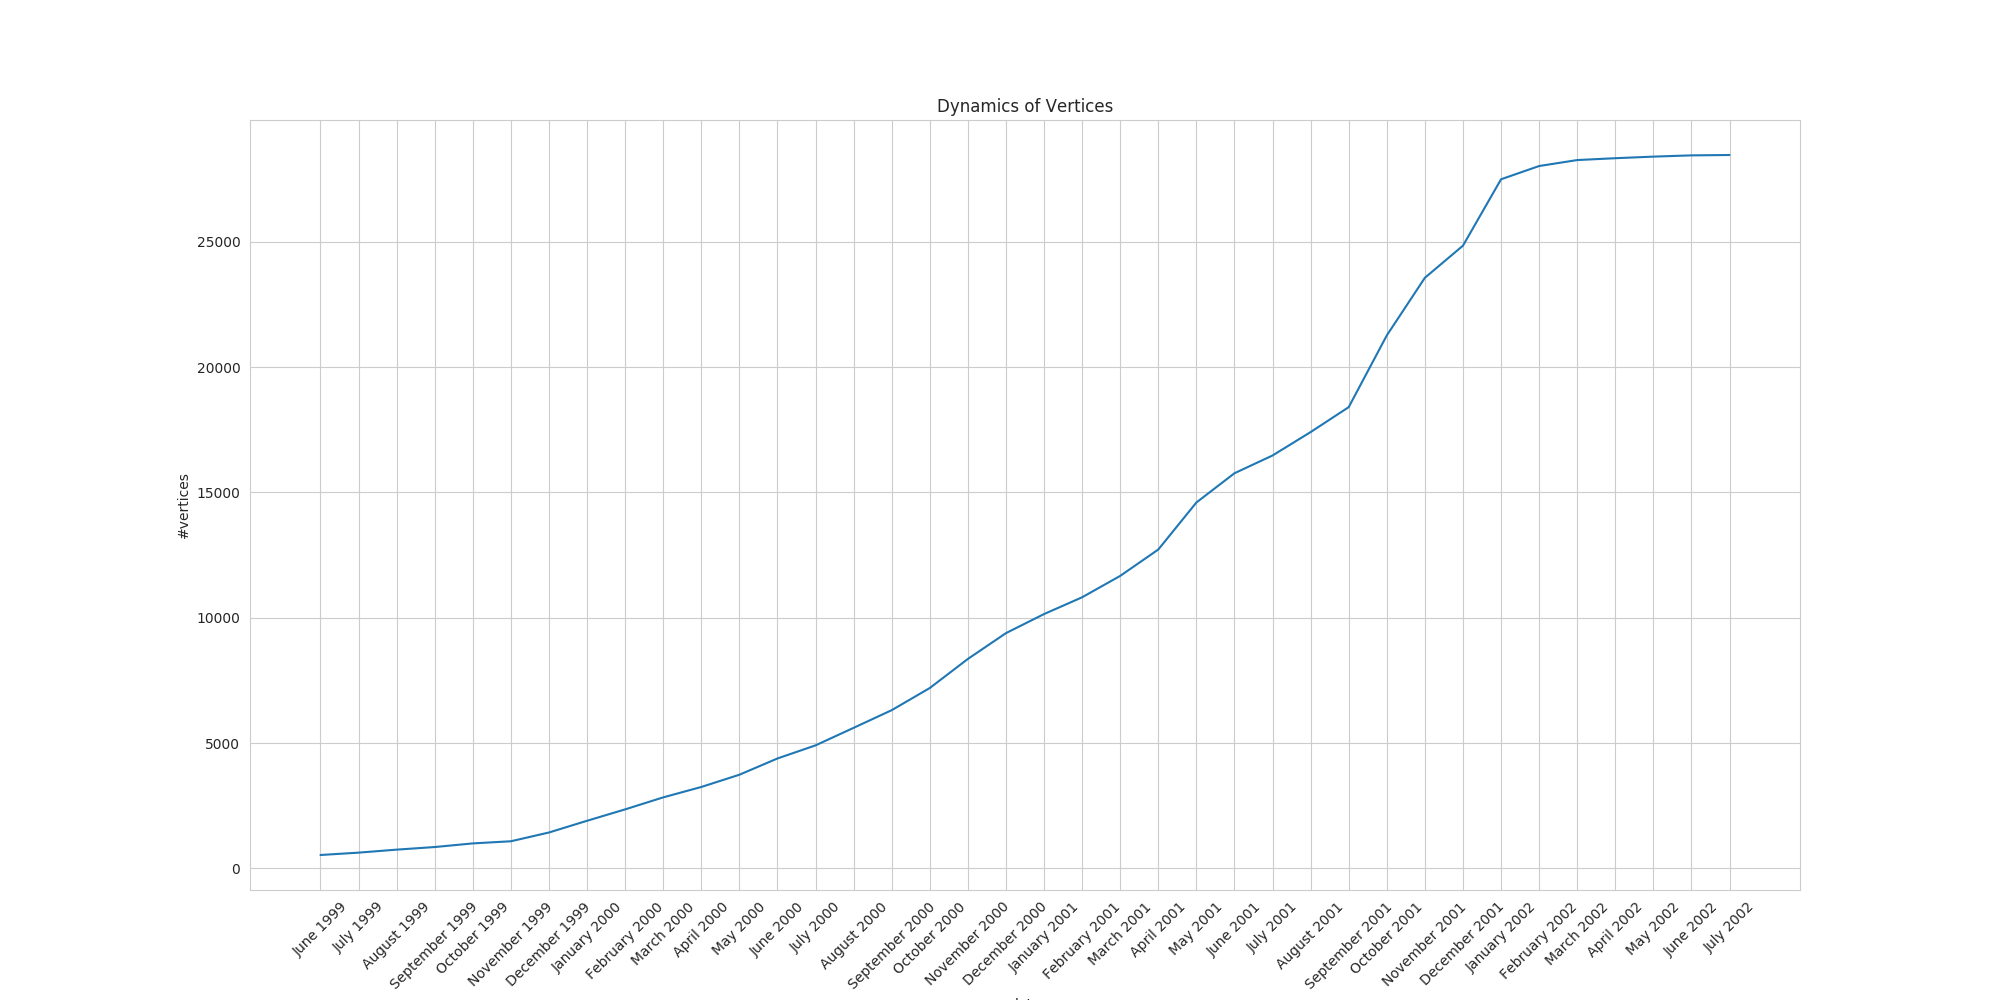 Dynamics of Vertices
#vertices
25000
20000
15000
10000
5000
0
June 1999
July 1999
August 1999
September 1999
October 1999
November 1999
December 1999
January 2000
February 2000
March 2000
April 2000
May 2000
June 2000
July 2000
August 2000
September 2000
October 2000
November 2000
December 2000
January 2001
February 2001
March 2001
April 2001
May 2001
June 2001
July 2001
August 2001
September 2001
October 2001
November 2001
December 2001
January 2002
February 2002
March 2002
April 2002
May 2002
June 2002
July 2002